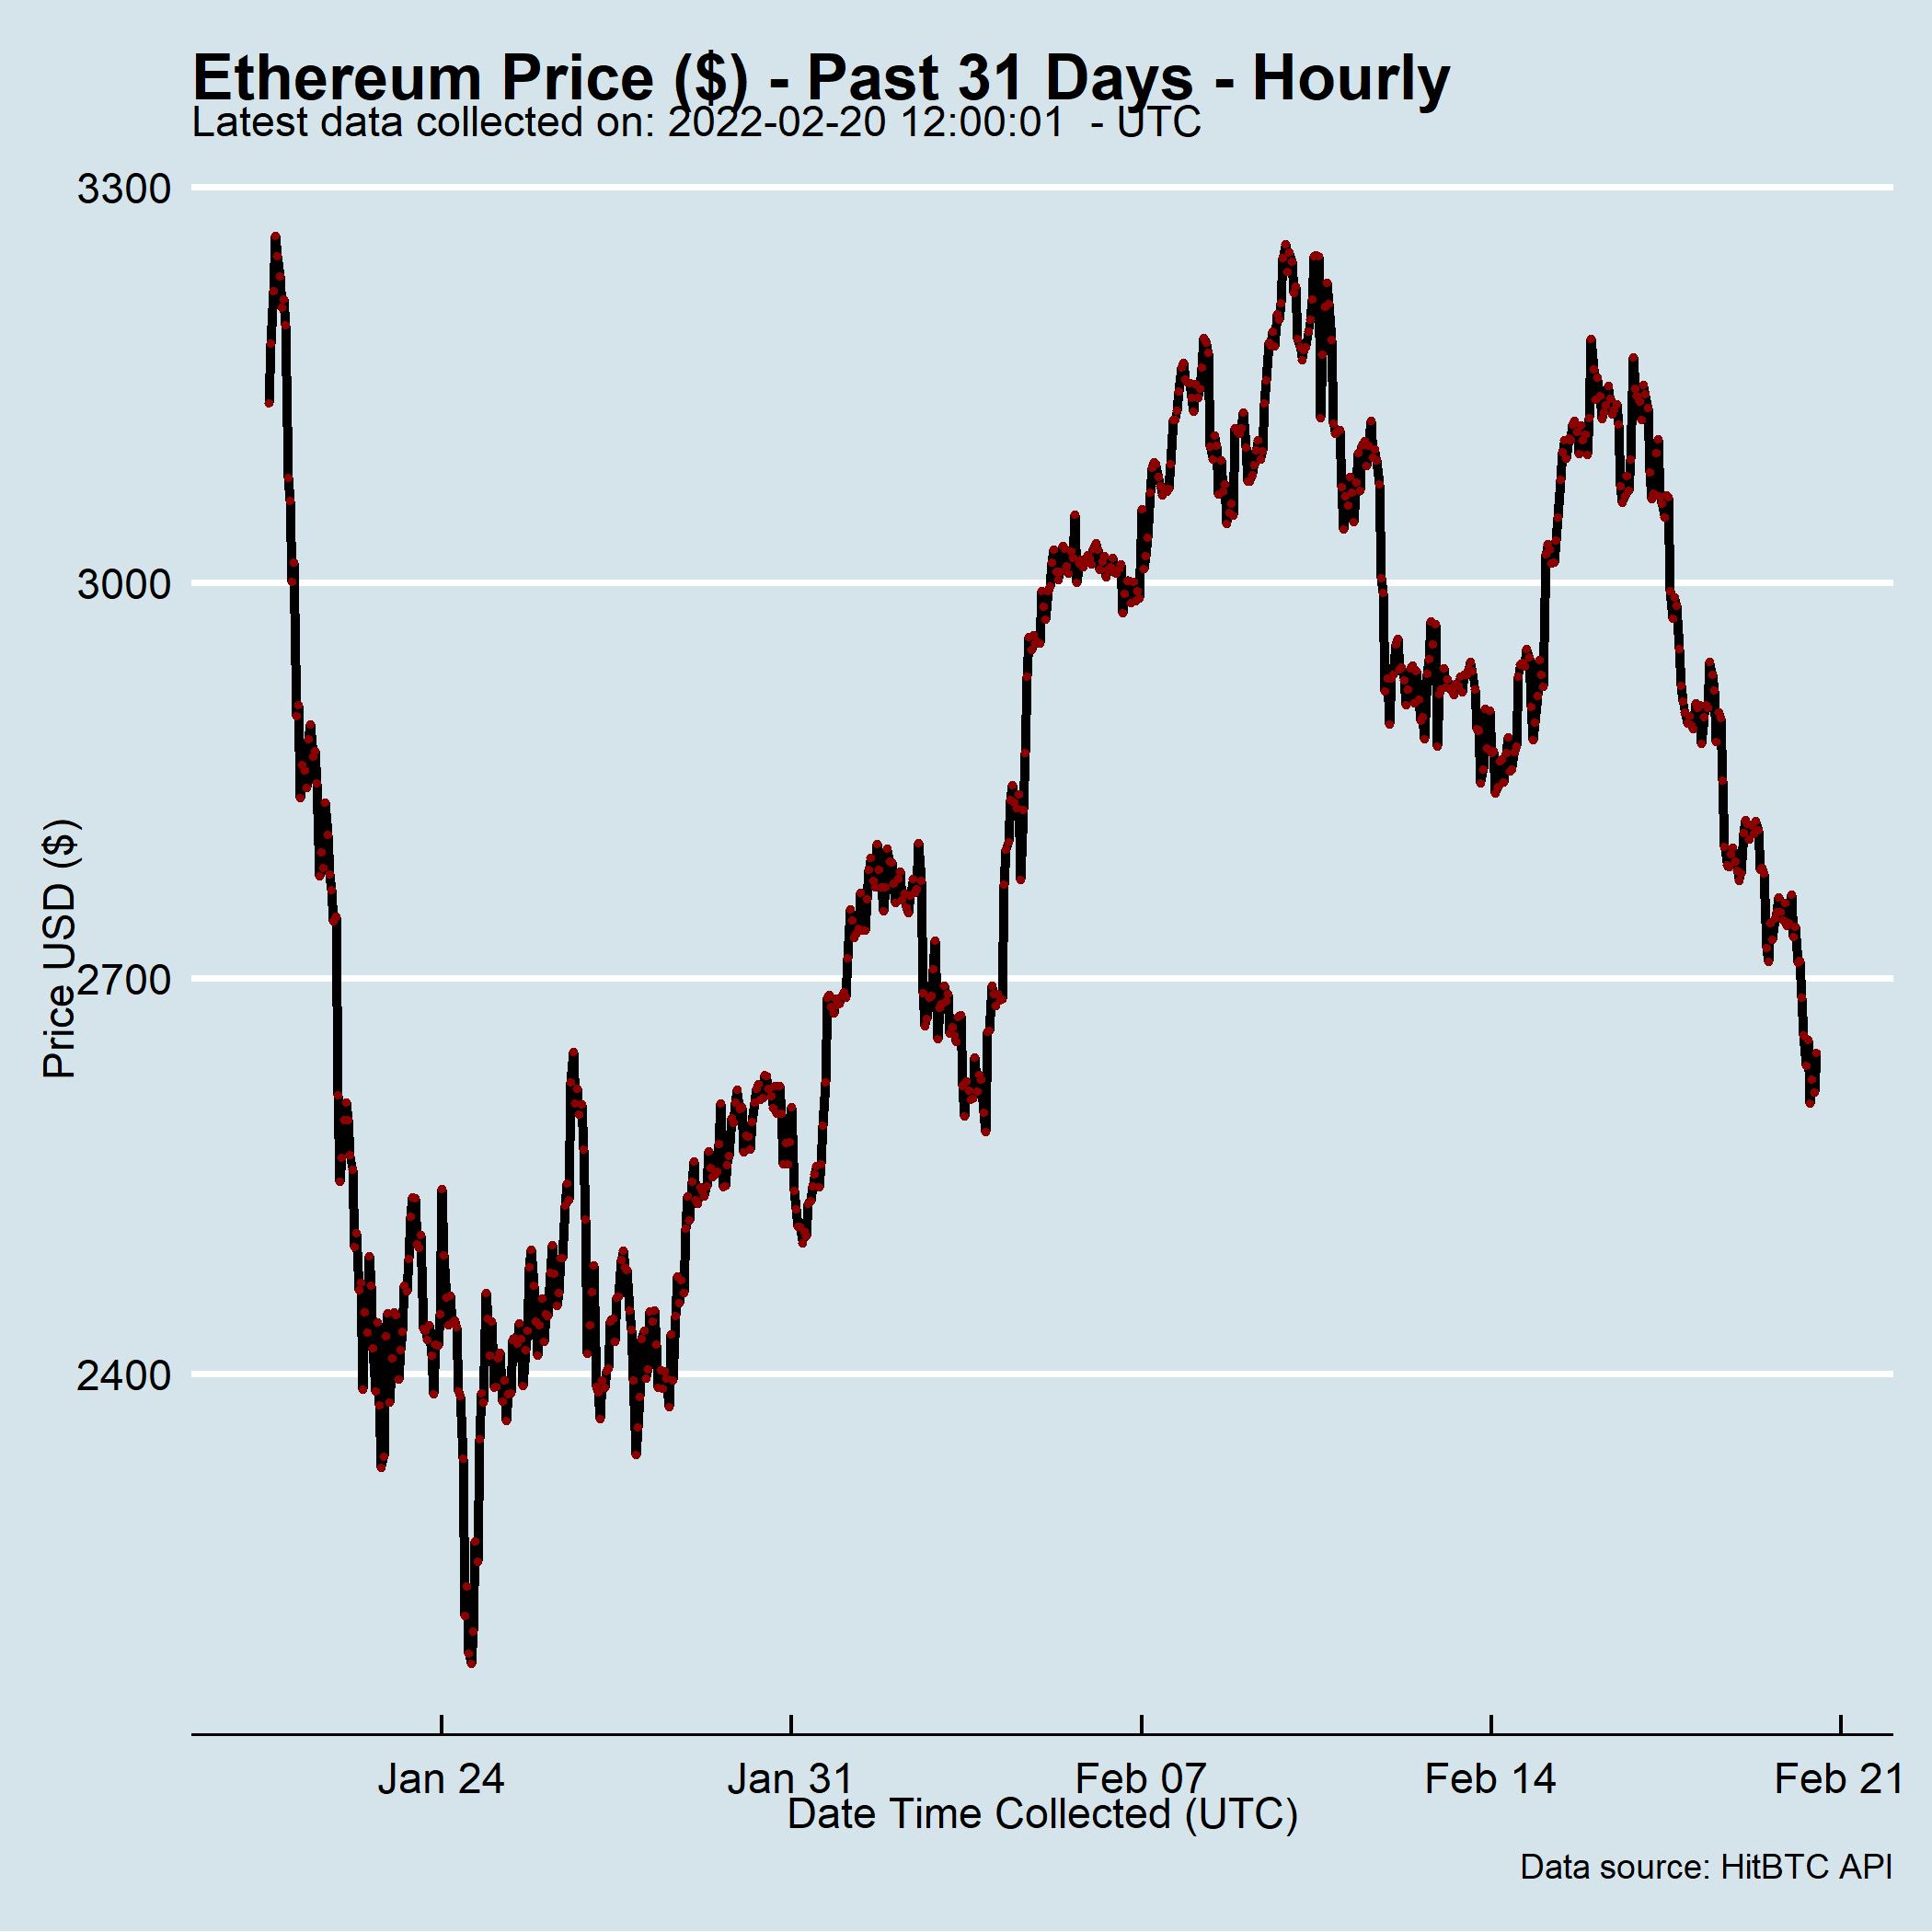 Ethereum Price ($) - Past 31 Days - Hourly
Latest data collected on: 2022-02-20 12:00:01  - UTC
3300
3000
2700
2400
Price USD ($)
Jan 24
Jan 31
Feb 07
Feb 14
Feb 21
Date Time Collected (UTC)
Data source: HitBTC API